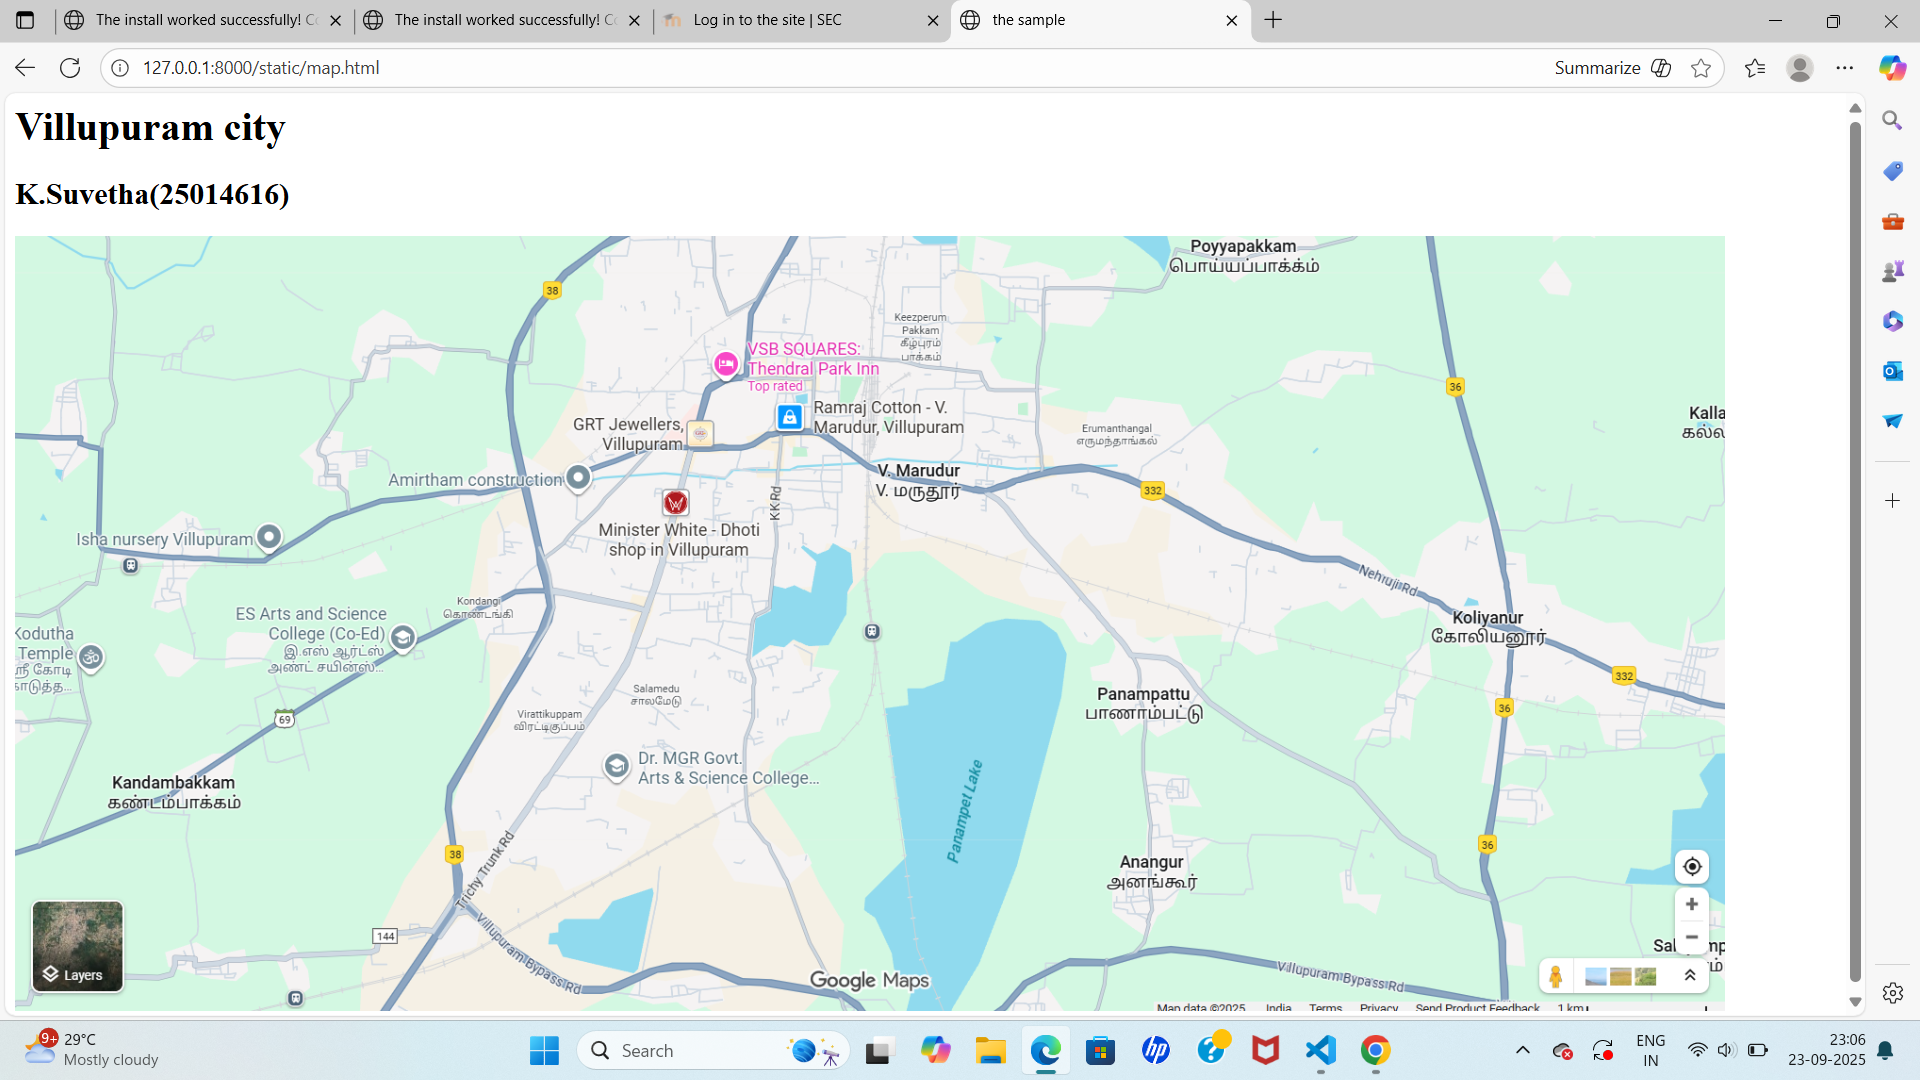 The install worked successfully! Co
The install worked successfully! Co
Log in to the site | SEC
the sample
127.0.0.1:8000/static/map.html
Summarize
Villupuram city
K.Suvetha(25014616)
Poyyapakkam
பொய்யப்பாக்கம்
38
Keezperum
Pakkam
கீழ்புரம்
பாக்கம்
VSB SQUARES:
Thendral Park Inn
Top rated
36
Ramraj Cotton - V.
Marudur, Villupuram
GRT Jewellers,
Villupuram
Erumanthangal
எருமந்தாங்கல்
Kalla
V. Marudur
V. மருதூர்
Amirtham construction
332
KK Rd
Minister White - Dhoti
shop in Villupuram
Isha nursery Villupuram
Nehruji Rd
Kondangi
கொண்டங்கி
ES Arts and Science
College (Co-Ed)
இ.எஸ் ஆர்ட்ஸ்
அண்ட் சயின்ஸ்...
Koliyanur
கோலியனூர்
Kodutha
Temple
ஸ்ரீ கோடி
காடுத்த...
332
Salamedu
சாலமேடு
Panampattu
பாணாம்பட்டு
36
Virattikuppam
விரட்டிகுப்பம்
69
Dr. MGR Govt.
Arts & Science College...
Kandambakkam
கண்டம்பாக்கம்
Panampet Lake
36
38
Trichy Trunk Rd
Anangur
அனங்கூர்
144
Villupuram Bypass Rd
Villupuram Bypass Rd
Layers
Google Maps
Map data ©2025 India Terms Privacy Send Product Feedback 1 km
9+
29°C
Mostly cloudy
Search
ENG
IN
23:06
23-09-2025